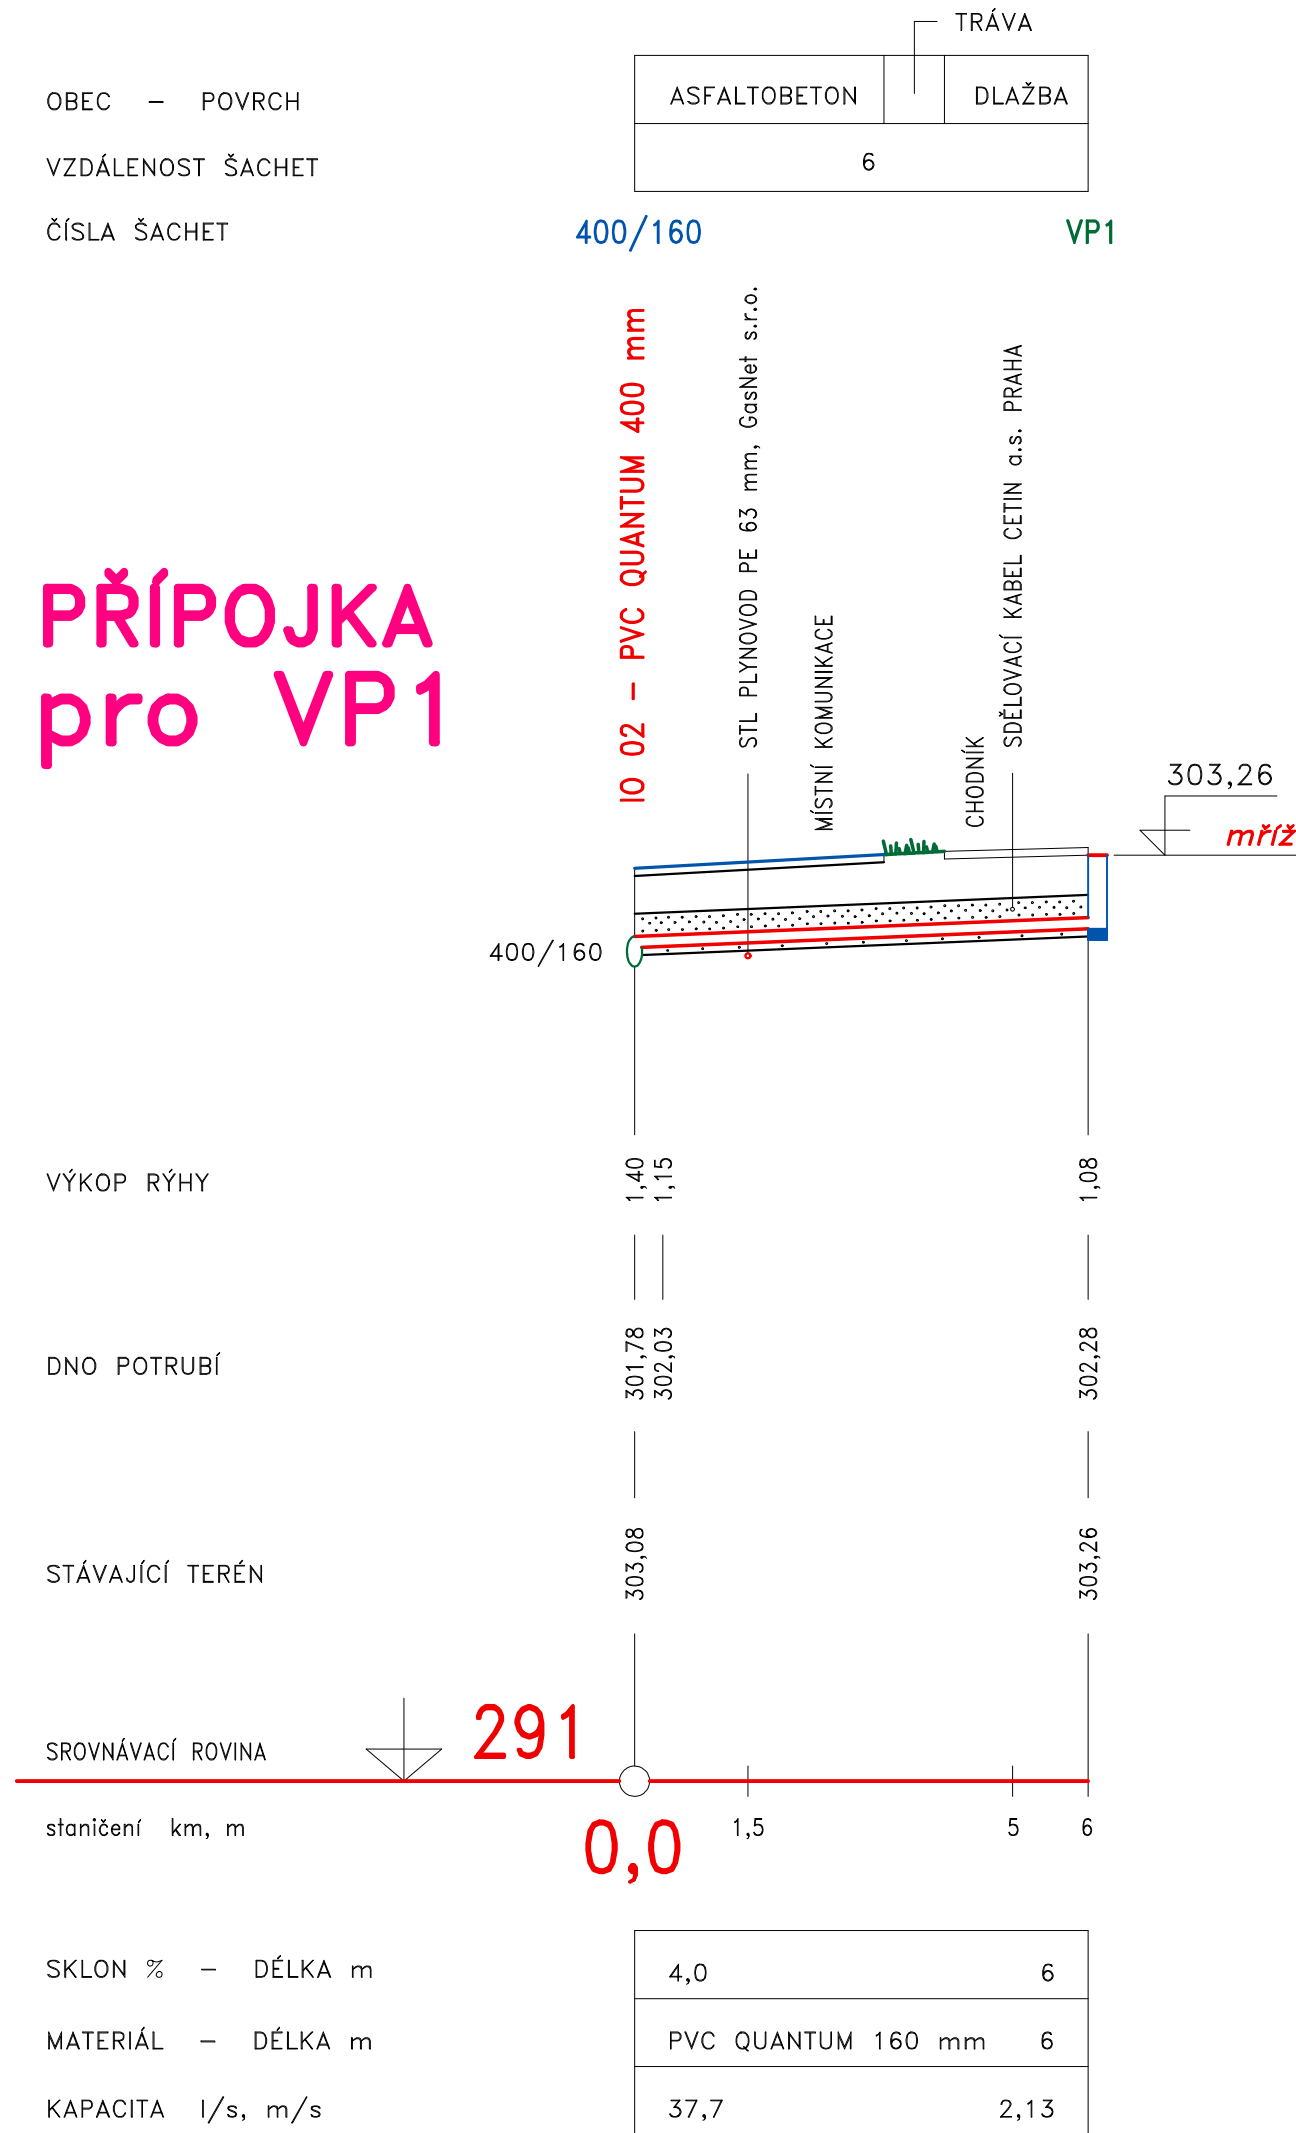 TRÁVA
OBEC – POVRCH
ASFALTOBETON
DLAŽBA
VZDÁLENOST ŠACHET
6
ČÍSLA ŠACHET
400/160
VP1
IO 02 – PVC QUANTUM 400 mm
STL PLYNOVOD PE 63 mm, GasNet s.r.o.
MÍSTNÍ KOMUNIKACE
CHODNÍK
SDĚLOVACÍ KABEL CETIN a.s. PRAHA
PŘÍPOJKA
pro VP1
303,26
mříž
400/160
VÝKOP RÝHY
1,40
1,15
1,08
DNO POTRUBÍ
301,78
302,03
302,28
STÁVAJÍCÍ TERÉN
303,08
303,26
SROVNÁVACÍ ROVINA
291
staničení km, m
0,0
1,5
5
6
SKLON % – DÉLKA m
4,0
6
MATERIÁL – DÉLKA m
PVC QUANTUM 160 mm
6
KAPACITA l/s, m/s
37,7
2,13